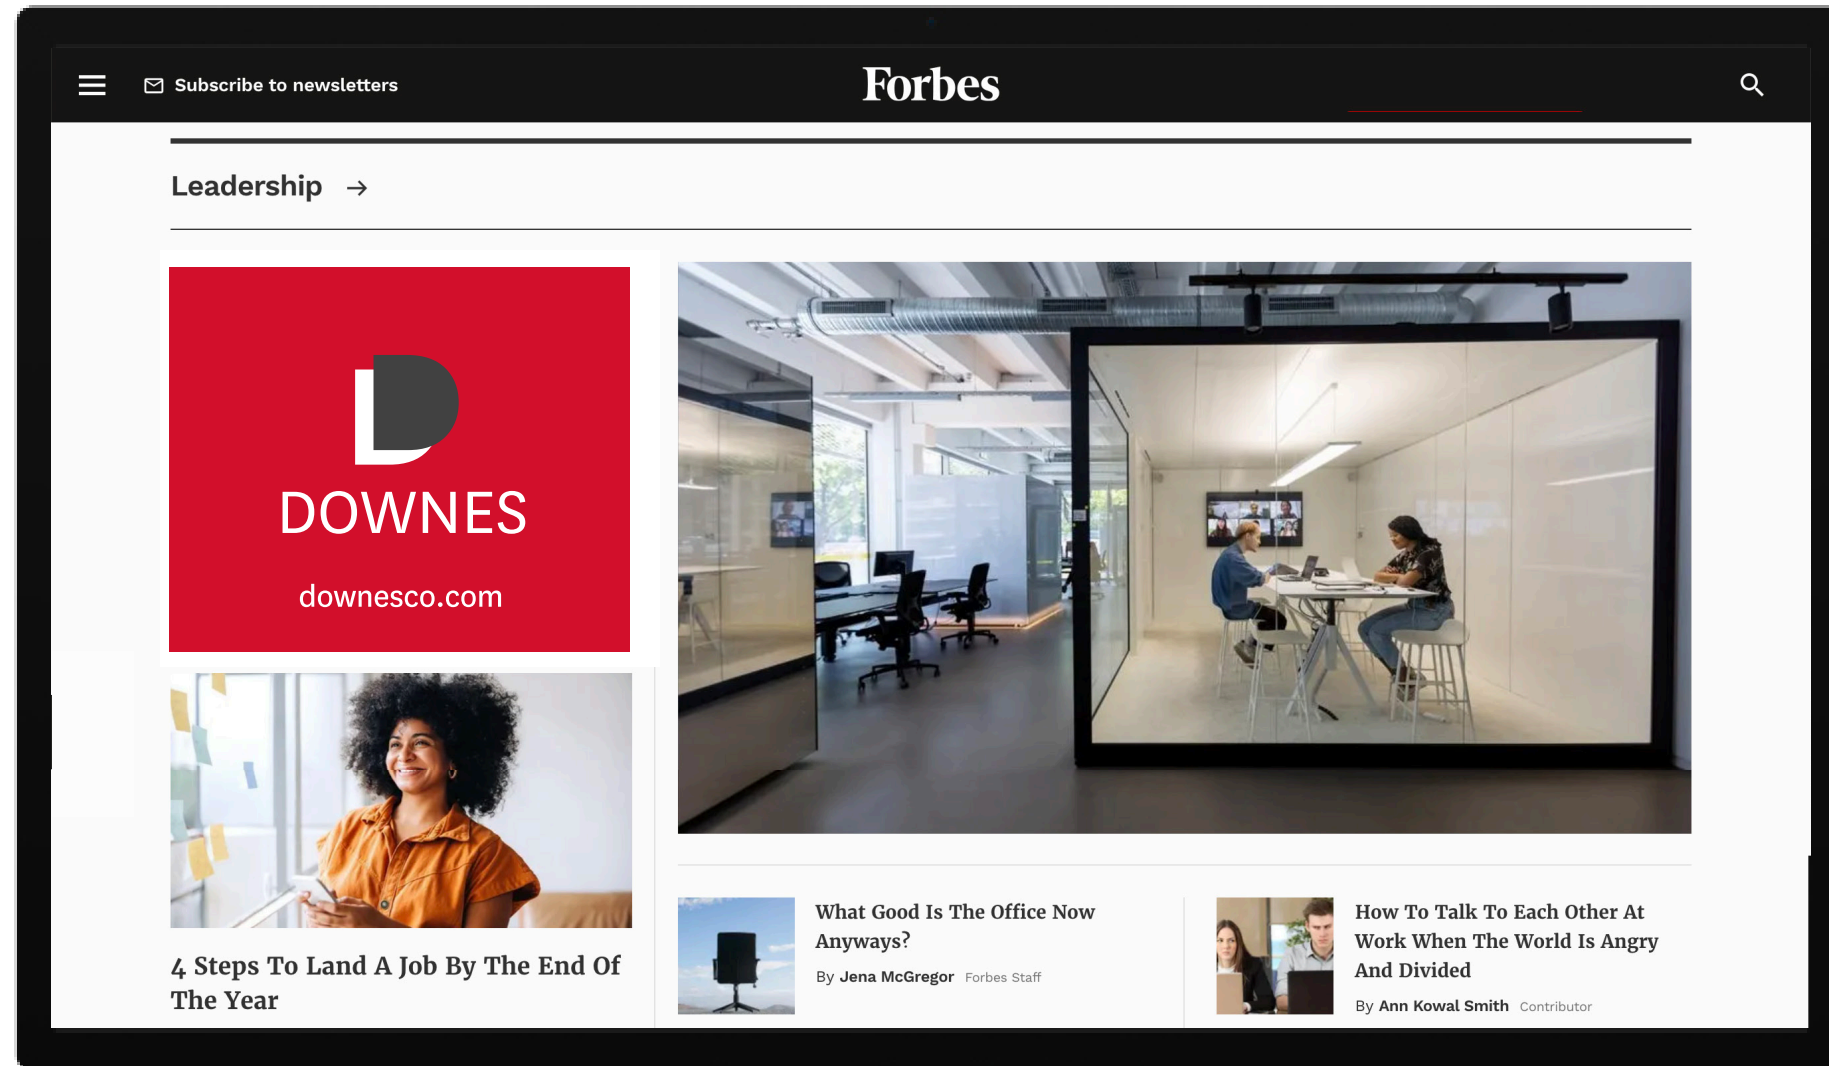 Subscribe to newsletters
Forbes
Leadership →
DOWNES
downesco.com
4 Steps To Land A Job By The End Of
The Year
What Good Is The Office Now
Anyways?
By Jena McGregor Forbes Staff
How To Talk To Each Other At
Work When The World Is Angry
And Divided
By Ann Kowal Smith Contributor